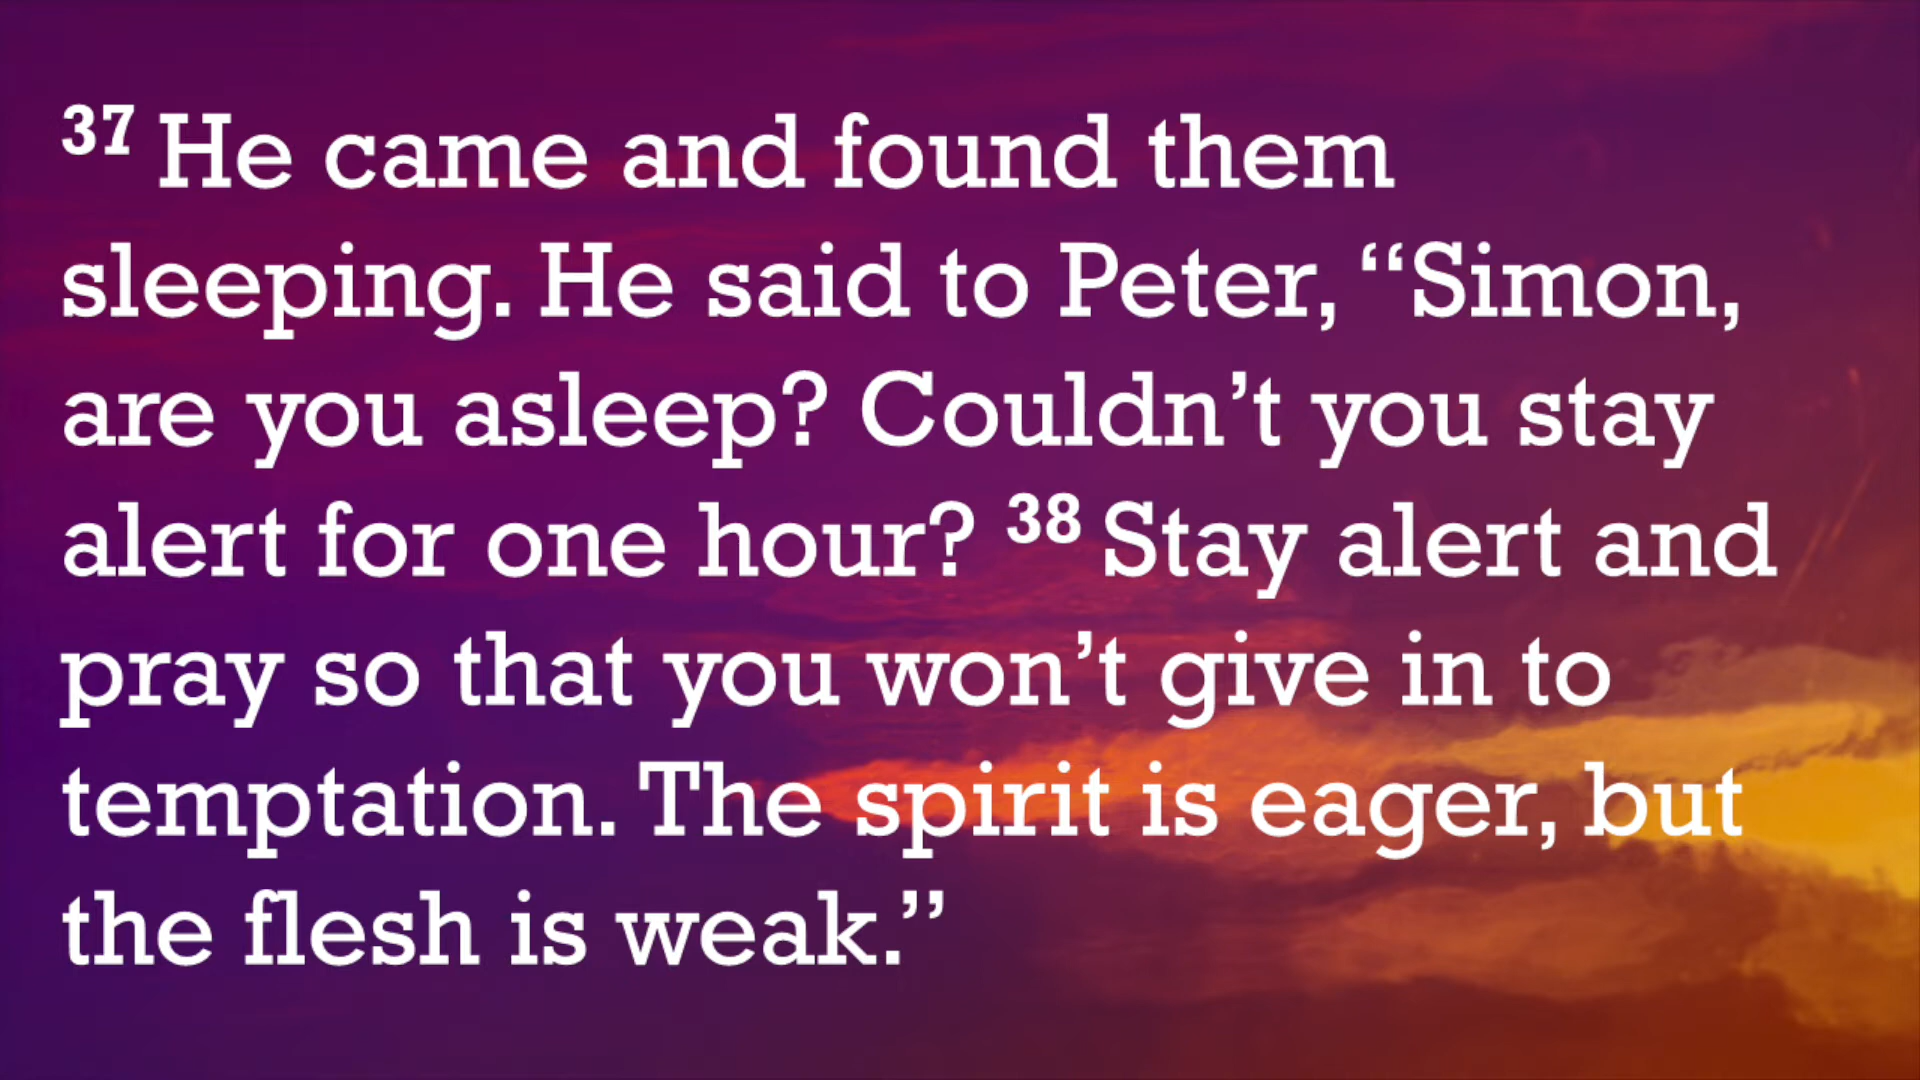 37 He came and found them
sleeping. He said to Peter, “Simon,
are you asleep? Couldn’t you stay
alert for one hour? 38 Stay alert and
pray so that you won’t give in to
temptation. The spirit is eager, but
the flesh is weak.”